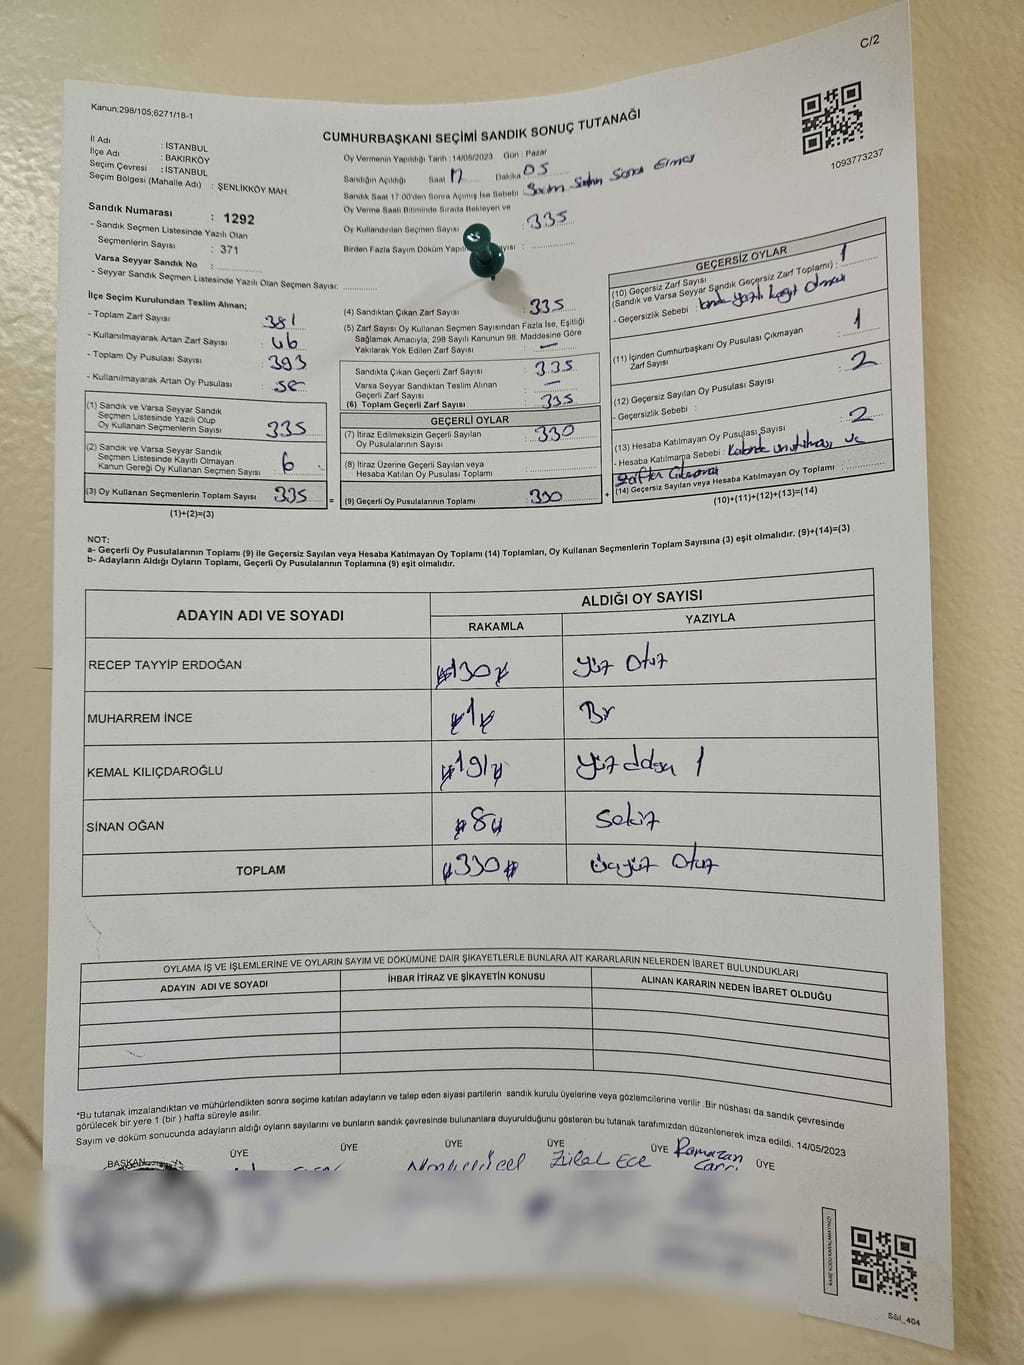 C/2
Kanun;298/105;6271/18-1
CUMHURBAŞKANI SEÇİMİ SANDIK SONUÇ TUTANAĞI
1093773237
İl Adı : İSTANBUL
İlçe Adı : BAKIRKÖY
Seçim Çevresi : İSTANBUL
Seçim Bölgesi (Mahalle Adı) : ŞENLİKKÖY MAH.
Sandık Numarası : 1292
- Sandık Seçmen Listesinde Yazılı Olan
Seçmenlerin Sayısı : 371
Varsa Seyyar Sandık No :
- Seyyar Sandık Seçmen Listesinde Yazılı Olan Seçmen Sayısı:
Oy Vermenin Yapıldığı Tarih : 14/05/2023 Gün : Pazar
Sandığın Açıldığı Saat 17 Dakika 05
Sandık Saat 17.00'den Sonra Açılmış İse Sebebi : Sona Ermesi
Oy Verme Saati Bitiminde Sırada Bekleyen ve
Oy Kullandırılan Seçmen Sayısı : 335
Birden Fazla Sayım Döküm
İlçe Seçim Kurulundan Teslim Alınan;
- Toplam Zarf Sayısı : 381
- Kullanılmayarak Artan Zarf Sayısı : 46
- Toplam Oy Pusulası Sayısı : 393
- Kullanılmayarak Artan Oy Pusulası :
(1) Sandık ve Varsa Seyyar Sandık
Seçmen Listesinde Yazılı Olup
Oy Kullanan Seçmenlerin Sayısı : 335
(2) Sandık ve Varsa Seyyar Sandık
Seçmen Listesinde Kayıtlı Olmayan
Kanun Gereği Oy Kullanan Seçmen Sayısı : 6
(3) Oy Kullanan Seçmenlerin Toplam Sayısı : 335 =
(1)+(2)=(3)
(4) Sandıktan Çıkan Zarf Sayısı : 335
(5) Zarf Sayısı Oy Kullanan Seçmen Sayısından Fazla İse, Eşitliği
Sağlamak Amacıyla; 298 Sayılı Kanunun 98. Maddesine Göre
Yakılarak Yok Edilen Zarf Sayısı : —
Sandıkta Çıkan Geçerli Zarf Sayısı : 335
Varsa Seyyar Sandıktan Teslim Alınan
Geçerli Zarf Sayısı : —
(6) Toplam Geçerli Zarf Sayısı : 335
GEÇERLİ OYLAR
(7) İtiraz Edilmeksizin Geçerli Sayılan
Oy Pusulalarının Sayısı : 330
(8) İtiraz Üzerine Geçerli Sayılan veya
Hesaba Katılan Oy Pusulası Toplamı :
(9) Geçerli Oy Pusulalarının Toplamı : 330 +
GEÇERSİZ OYLAR
(10) Geçersiz Zarf Sayısı
(Sandık ve Varsa Seyyar Sandık Geçersiz Zarf Toplamı) : 1
- Geçersizlik Sebebi : yazılı kağıt olması
(11) İçinden Cumhurbaşkanı Oy Pusulası Çıkmayan
Zarf Sayısı : 1
(12) Geçersiz Sayılan Oy Pusulası Sayısı : 2
- Geçersizlik Sebebi :
(13) Hesaba Katılmayan Oy Pusulası Sayısı : 2
- Hesaba Katılmama Sebebi : Kabinde unutulması ve
zarftan çıkmaması
(14) Geçersiz Sayılan veya Hesaba Katılmayan Oy Toplamı :
(10)+(11)+(12)+(13)=(14)
NOT:
a- Geçerli Oy Pusulalarının Toplamı (9) ile Geçersiz Sayılan veya Hesaba Katılmayan Oy Toplamı (14) Toplamları, Oy Kullanan Seçmenlerin Toplam Sayısına (3) eşit olmalıdır. (9)+(14)=(3)
b- Adayların Aldığı Oyların Toplamı, Geçerli Oy Pusulalarının Toplamına (9) eşit olmalıdır.
ADAYIN ADI VE SOYADI ALDIĞI OY SAYISI
RAKAMLA YAZIYLA
RECEP TAYYİP ERDOĞAN 130 Yüz Otuz
MUHARREM İNCE 1 Bir
KEMAL KILIÇDAROĞLU 191 Yüz doksan 1
SİNAN OĞAN 8 Sekiz
TOPLAM 330 üçyüz Otuz
OYLAMA İŞ VE İŞLEMLERİNE VE OYLARIN SAYIM VE DÖKÜMÜNE DAİR ŞİKAYETLERLE BUNLARA AİT KARARLARIN NELERDEN İBARET BULUNDUKLARI
ADAYIN ADI VE SOYADI İHBAR İTİRAZ VE ŞİKAYETİN KONUSU ALINAN KARARIN NEDEN İBARET OLDUĞU
*Bu tutanak imzalandıktan ve mühürlendikten sonra seçime katılan adayların ve talep eden siyasi partilerin sandık kurulu üyelerine veya gözlemcilerine verilir .Bir nüshası da sandık çevresinde
görülecek bir yere 1 (bir ) hafta süreyle asılır.
Sayım ve döküm sonucunda adayların aldığı oyların sayılarını ve bunların sandık çevresinde bulunanlara duyurulduğunu gösteren bu tutanak tarafımızdan düzenlenerek imza edildi. 14/05/2023
BAŞKAN ÜYE ÜYE ÜYE ÜYE ÜYE
Zülal ECE Ramazan
KARE KODU KARALAMAYINIZ!
S&I_404